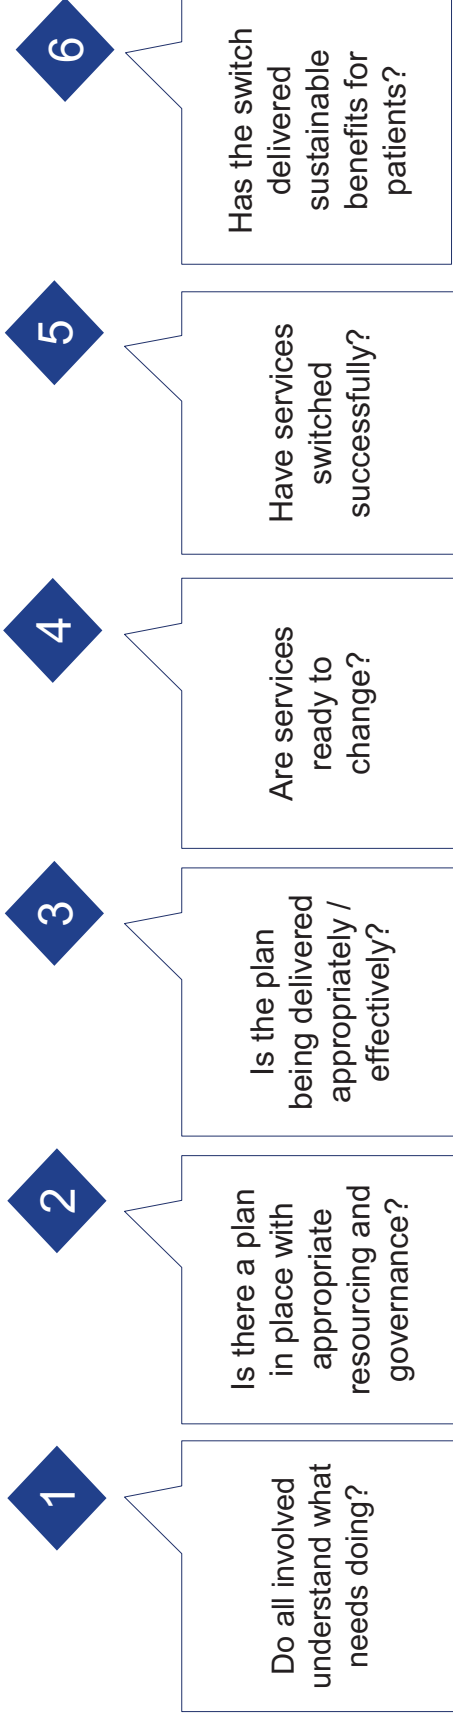 1
Do all involved
understand what
needs doing?
2
Is there a plan
in place with
appropriate
resourcing and
governance?
3
Is the plan
being delivered
appropriately /
effectively?
4
Are services
ready to
change?
5
Have services
switched
successfully?
6
Has the switch
delivered
sustainable
benefits for
patients?